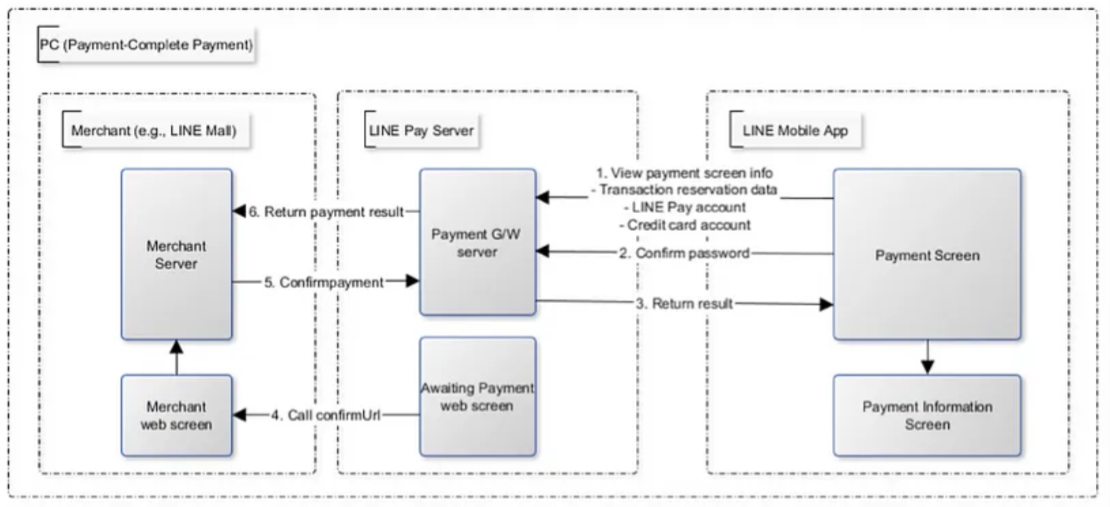 PC (Payment-Complete Payment)
Merchant (e.g., LINE Mall)
LINE Pay Server
LINE Mobile App
1. View payment screen info
- Transaction reservation data
- LINE Pay account
- Credit card account
6. Return payment result
Merchant
Server
Payment G/W
server
2. Confirm password
Payment Screen
5. Confirmpayment
3. Return result
Merchant
web screen
4. Call confirmUrl
Awaiting Payment
web screen
Payment Information
Screen